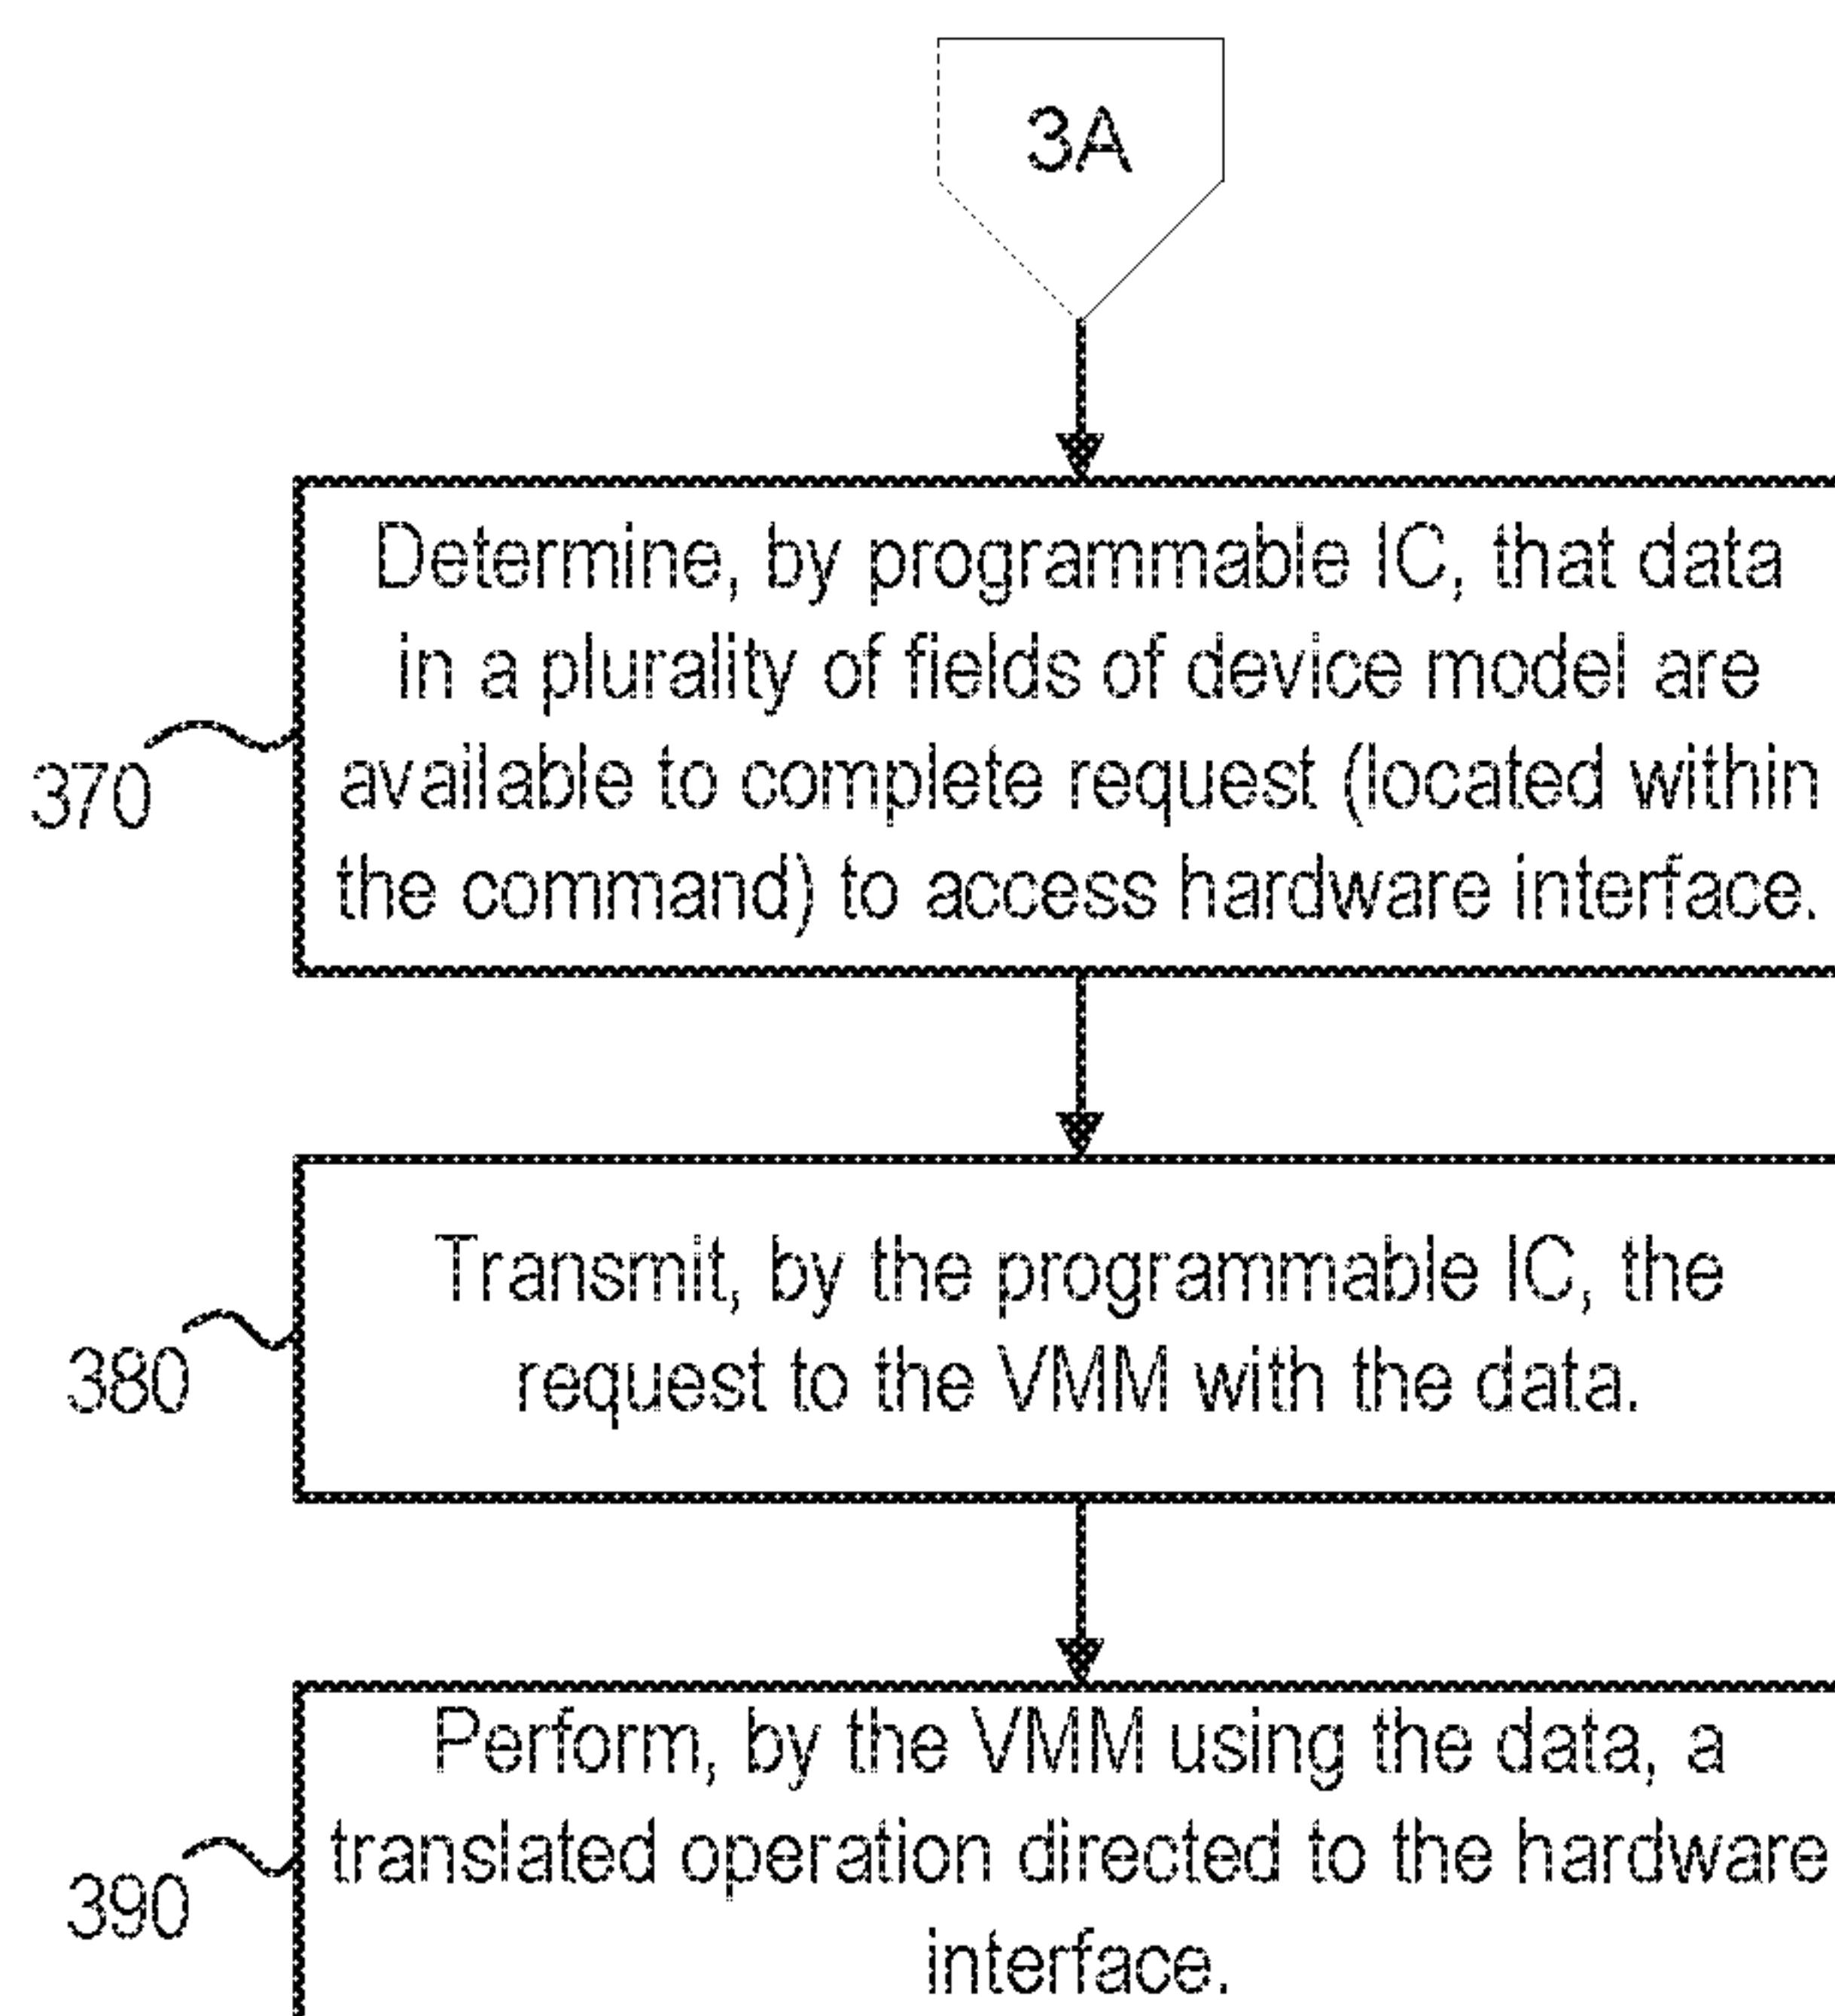 3A
Determine, by programmable IC, that data
in a plurality of fields of device model are
available to complete request (located within
the command) to access hardware interface.
370
Transmit, by the programmable IC, the
request to the VMM with the data.
380
Perform, by the VMM using the data, a
translated operation directed to the hardware
interface.
390